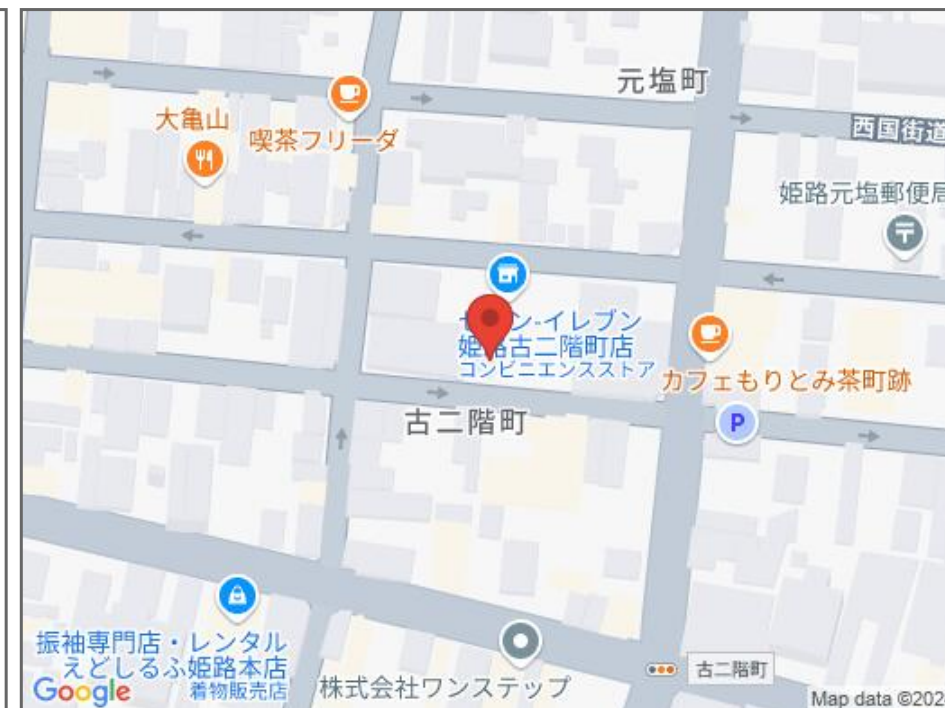 元塩町
大亀山
喫茶フリーダ
西国街道
姫路元塩郵便局
セブン-イレブン
姫路古二階町店
コンビニエンスストア
カフェもりとみ茶町跡
P
古二階町
振袖専門店・レンタル
えどしるふ姫路本店
着物販売店
株式会社ワンステップ
古二階町
Google
Map data ©202